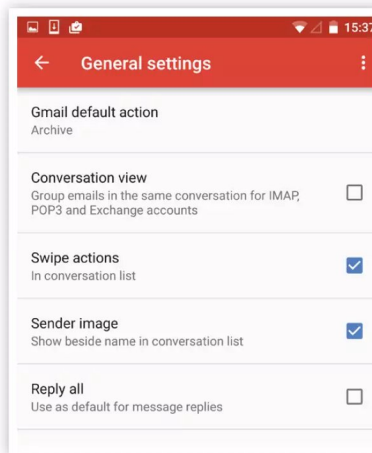 15:37
General settings
Gmail default action
Archive
Conversation view
Group emails in the same conversation for IMAP,
POP3 and Exchange accounts
Swipe actions
In conversation list
Sender image
Show beside name in conversation list
Reply all
Use as default for message replies